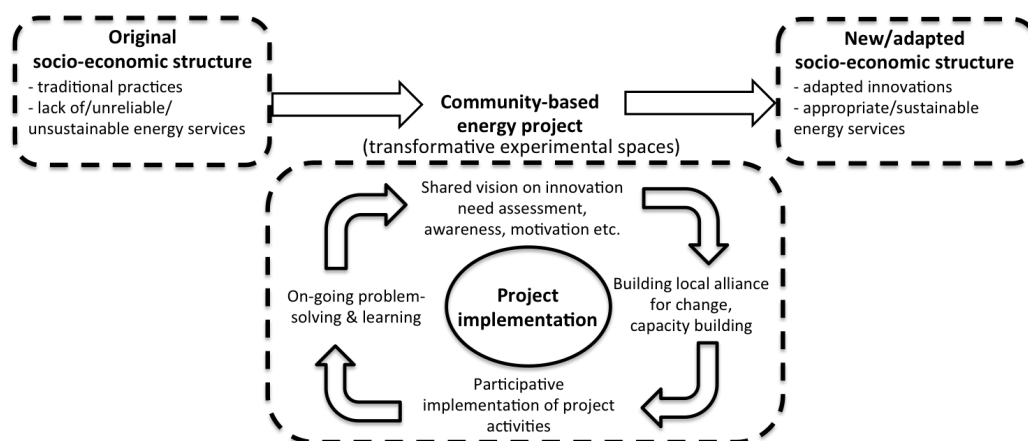 Original
socio-economic structure
- traditional practices
- lack of/unreliable/
unsustainable energy services
Community-based
energy project
(transformative experimental spaces)
New/adapted
socio-economic structure
- adapted innovations
- appropriate/sustainable
energy services
Shared vision on innovation
need assessment,
awareness, motivation etc.
Building local alliance
for change,
capacity building
Participative
implementation of project
activities
On-going problem-
solving & learning
Project
implementation